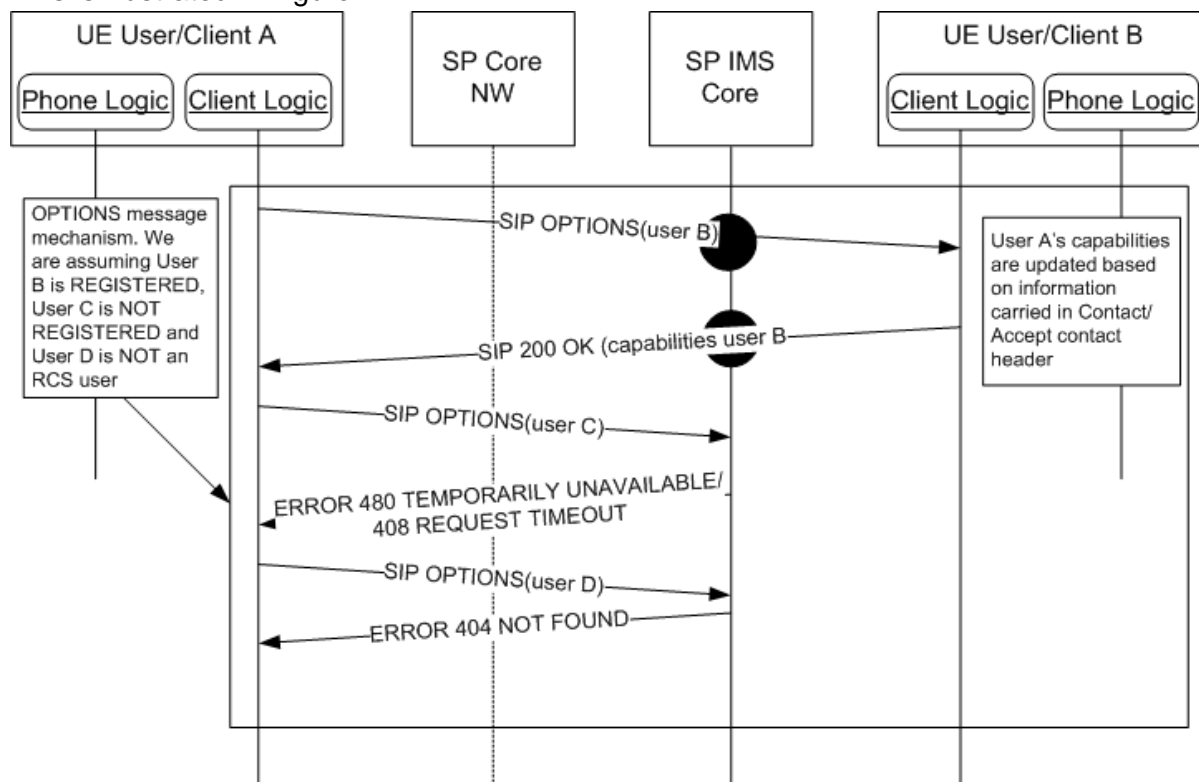 UE User/Client A
Phone Logic
Client Logic
SP Core
NW
SP IMS
Core
UE User/Client B
Client Logic
Phone Logic
OPTIONS message
mechanism. We
are assuming User
B is REGISTERED,
User C is NOT
REGISTERED and
User D is NOT an
RCS user
SIP OPTIONS(user B)
User A's capabilities
are updated based
on information
carried in Contact/
Accept contact
header
SIP 200 OK (capabilities user B
SIP OPTIONS(user C)
ERROR 480 TEMPORARILY UNAVAILABLE/
408 REQUEST TIMEOUT
SIP OPTIONS(user D)
ERROR 404 NOT FOUND